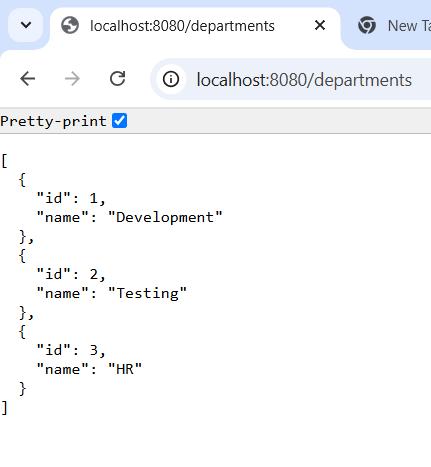 localhost:8080/departments
New Ta
localhost:8080/departments
Pretty-print
[
  {
    "id": 1,
    "name": "Development"
  },
  {
    "id": 2,
    "name": "Testing"
  },
  {
    "id": 3,
    "name": "HR"
  }
]